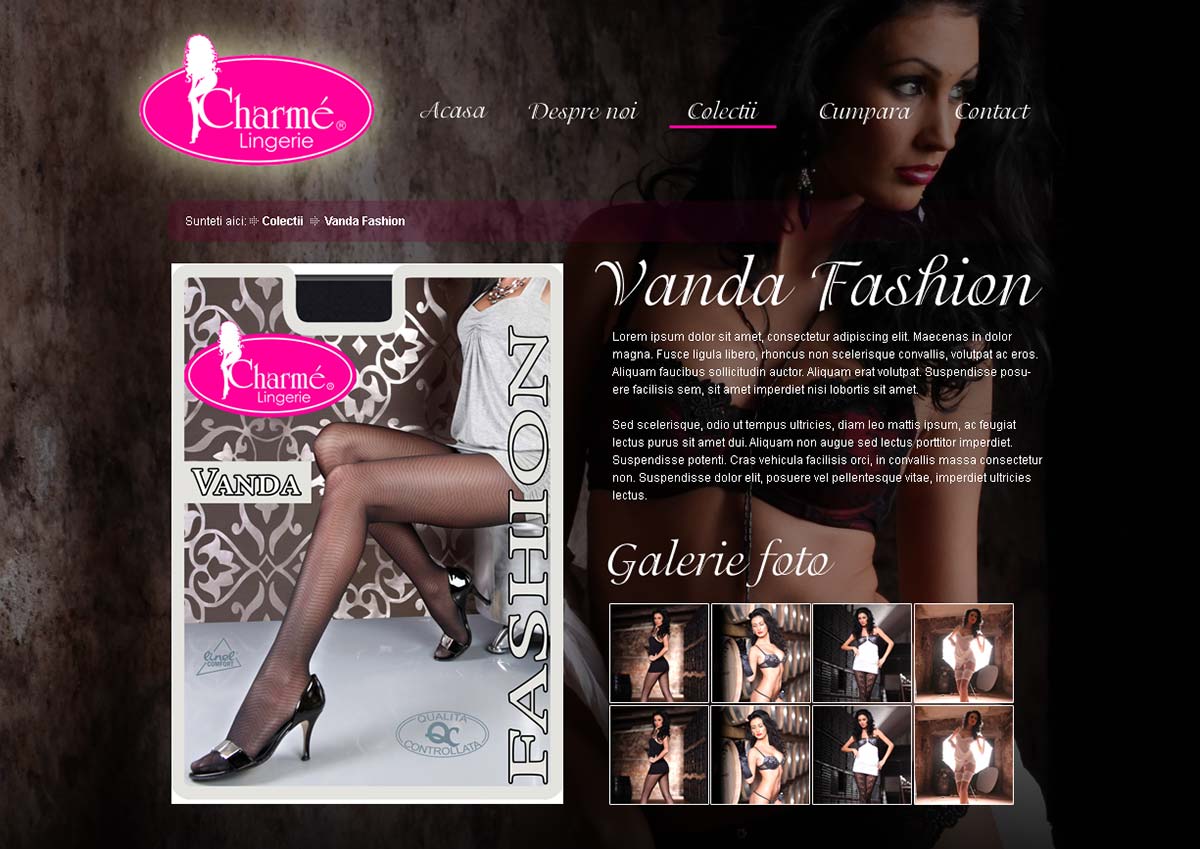 Charmé®
Lingerie
Acasa Despre noi Colectii Cumpara Contact
Sunteti aici: Colectii Vanda Fashion
Charmé®
Lingerie
VANDA
FASHION
linel
COMFORT
QUALITA
QC
CONTROLLATA
Vanda Fashion
Lorem ipsum dolor sit amet, consectetur adipiscing elit. Maecenas in dolor
magna. Fusce ligula libero, rhoncus non scelerisque convallis, volutpat ac eros.
Aliquam faucibus sollicitudin auctor. Aliquam erat volutpat. Suspendisse posu-
ere facilisis sem, sit amet imperdiet nisi lobortis sit amet.
Sed scelerisque, odio ut tempus ultricies, diam leo mattis ipsum, ac feugiat
lectus purus sit amet dui. Aliquam non augue sed lectus porttitor imperdiet.
Suspendisse potenti. Cras vehicula facilisis orci, in convallis massa consectetur
non. Suspendisse dolor elit, posuere vel pellentesque vitae, imperdiet ultricies
lectus.
Galerie foto